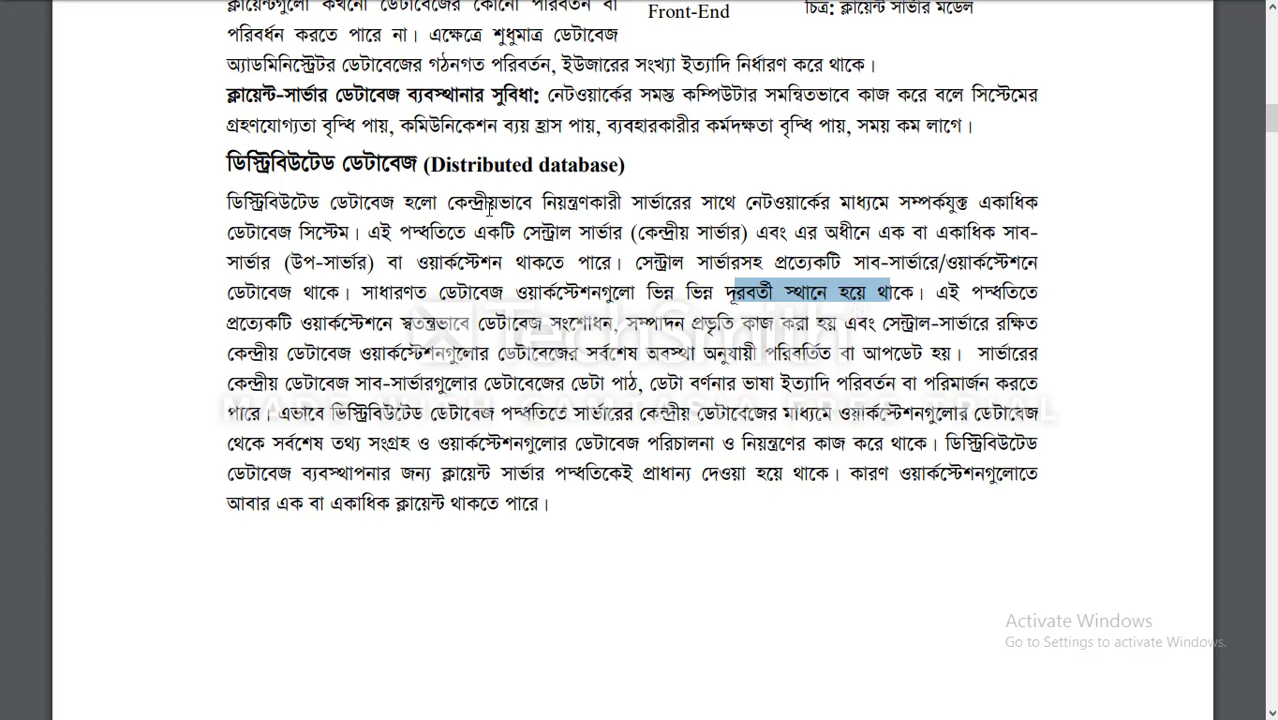 ক্লায়েন্টগুলো কখনো ডেটাবেজের কোনো পরিবর্তন বা
পরিবর্ধন করতে পারে না। এক্ষেত্রে শুধুমাত্র ডেটাবেজ
Front-End
চিত্র: ক্লায়েন্ট সার্ভার মডেল
অ্যাডমিনিস্ট্রেটর ডেটাবেজের গঠনগত পরিবর্তন, ইউজারের সংখ্যা ইত্যাদি নির্ধারণ করে থাকে।
ক্লায়েন্ট-সার্ভার ডেটাবেজ ব্যবস্থানার সুবিধা: নেটওয়ার্কের সমস্ত কম্পিউটার সমন্বিতভাবে কাজ করে বলে সিস্টেমের
গ্রহণযোগ্যতা বৃদ্ধি পায়, কমিউনিকেশন ব্যয় হ্রাস পায়, ব্যবহারকারীর কর্মদক্ষতা বৃদ্ধি পায়, সময় কম লাগে।
ডিস্ট্রিবিউটেড ডেটাবেজ (Distributed database)
ডিস্ট্রিবিউটেড ডেটাবেজ হলো কেন্দ্রীয়ভাবে নিয়ন্ত্রণকারী সার্ভারের সাথে নেটওয়ার্কের মাধ্যমে সম্পর্কযুক্ত একাধিক
ডেটাবেজ সিস্টেম। এই পদ্ধতিতে একটি সেন্ট্রাল সার্ভার (কেন্দ্রীয় সার্ভার) এবং এর অধীনে এক বা একাধিক সাব-
সার্ভার (উপ-সার্ভার) বা ওয়ার্কস্টেশন থাকতে পারে। সেন্ট্রাল সার্ভারসহ প্রত্যেকটি সাব-সার্ভারে/ওয়ার্কস্টেশনে
ডেটাবেজ থাকে। সাধারণত ডেটাবেজ ওয়ার্কস্টেশনগুলো ভিন্ন ভিন্ন দূরবর্তী স্থানে হয়ে থাকে। এই পদ্ধতিতে
প্রত্যেকটি ওয়ার্কস্টেশনে স্বতন্ত্রভাবে ডেটাবেজ সংশোধন, সম্পাদন প্রভৃতি কাজ করা হয় এবং সেন্ট্রাল-সার্ভারে রক্ষিত
কেন্দ্রীয় ডেটাবেজ ওয়ার্কস্টেশনগুলোর ডেটাবেজের সর্বশেষ অবস্থা অনুযায়ী পরিবর্তিত বা আপডেট হয়। সার্ভারের
কেন্দ্রীয় ডেটাবেজ সাব-সার্ভারগুলোর ডেটাবেজের ডেটা পাঠ, ডেটা বর্ণনার ভাষা ইত্যাদি পরিবর্তন বা পরিমার্জন করতে
পারে। এভাবে ডিস্ট্রিবিউটেড ডেটাবেজ পদ্ধতিতে সার্ভারের কেন্দ্রীয় ডেটাবেজের মাধ্যমে ওয়ার্কস্টেশনগুলোর ডেটাবেজ
থেকে সর্বশেষ তথ্য সংগ্রহ ও ওয়ার্কস্টেশনগুলোর ডেটাবেজ পরিচালনা ও নিয়ন্ত্রণের কাজ করে থাকে। ডিস্ট্রিবিউটেড
ডেটাবেজ ব্যবস্থাপনার জন্য ক্লায়েন্ট সার্ভার পদ্ধতিকেই প্রাধান্য দেওয়া হয়ে থাকে। কারণ ওয়ার্কস্টেশনগুলোতে
আবার এক বা একাধিক ক্লায়েন্ট থাকতে পারে।
TechSmith
MADE WITH CAMTASIA FREE TRIAL
Activate Windows
Go to Settings to activate Windows.